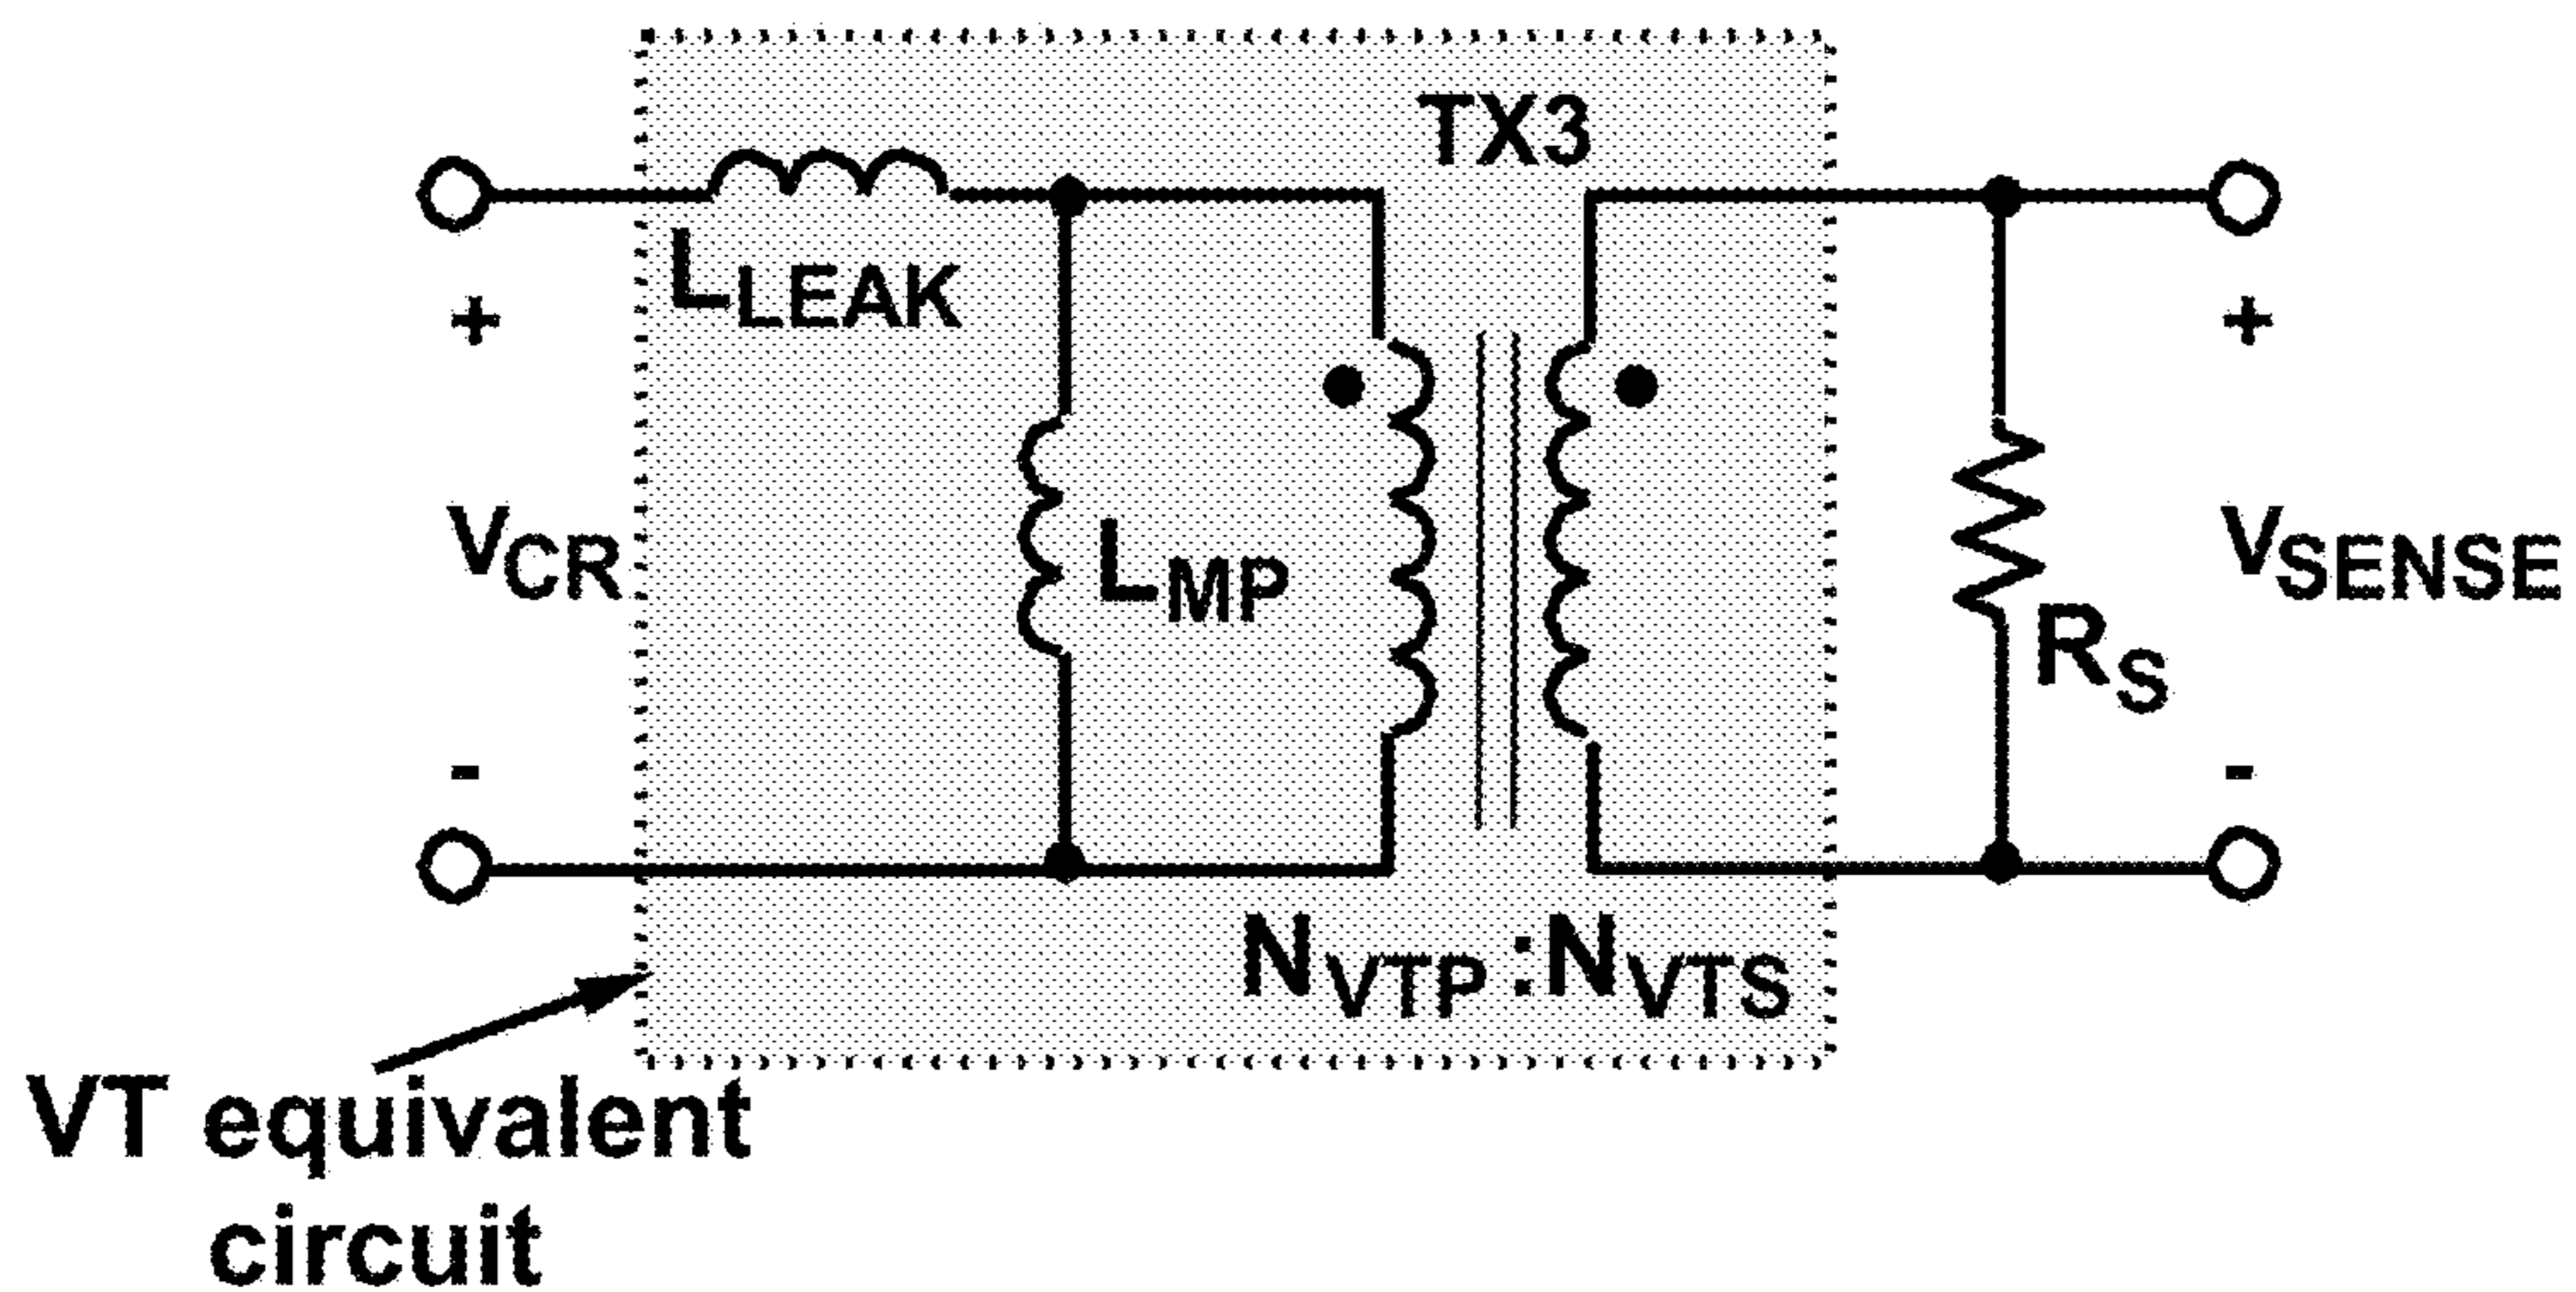 TX3
LLEAK
+
+
VCR
LMP
VSENSE
RS
-
-
NVTP:NVTS
VT equivalent
circuit